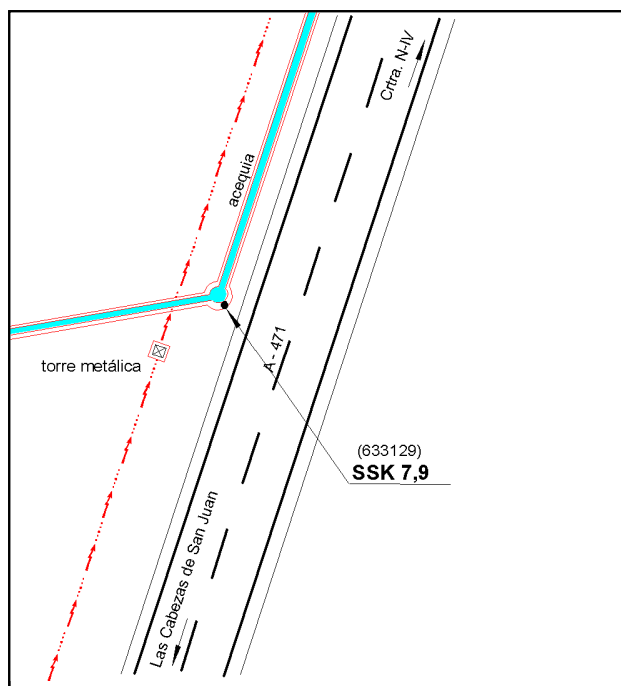 Crtra. N-IV
acequia
A - 471
torre metálica
(633129)
SSK 7,9
Las Cabezas de San Juan